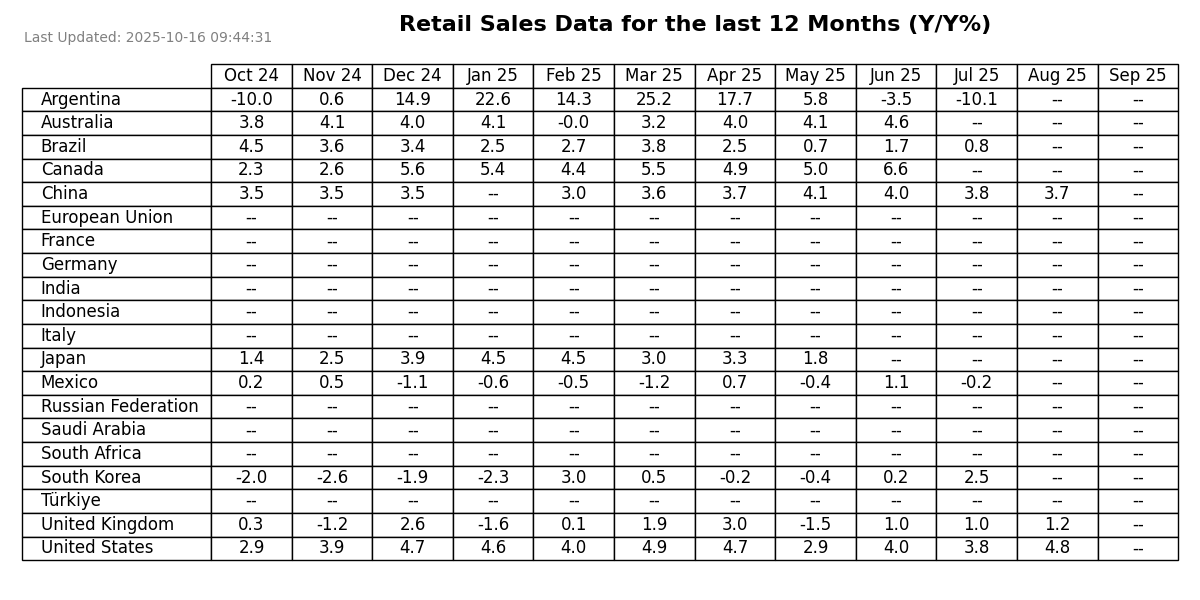 Retail Sales Data for the last 12 Months (Y/Y%)
Last Updated: 2025-10-16 09:44:31
Oct 24 Nov 24 Dec 24 Jan 25 Feb 25 Mar 25 Apr 25 May 25 Jun 25 Jul 25 Aug 25 Sep 25
Argentina -10.0 0.6 14.9 22.6 14.3 25.2 17.7 5.8 -3.5 -10.1 -- --
Australia 3.8 4.1 4.0 4.1 -0.0 3.2 4.0 4.1 4.6 -- -- --
Brazil 4.5 3.6 3.4 2.5 2.7 3.8 2.5 0.7 1.7 0.8 -- --
Canada 2.3 2.6 5.6 5.4 4.4 5.5 4.9 5.0 6.6 -- -- --
China 3.5 3.5 3.5 -- 3.0 3.6 3.7 4.1 4.0 3.8 3.7 --
European Union -- -- -- -- -- -- -- -- -- -- -- --
France -- -- -- -- -- -- -- -- -- -- -- --
Germany -- -- -- -- -- -- -- -- -- -- -- --
India -- -- -- -- -- -- -- -- -- -- -- --
Indonesia -- -- -- -- -- -- -- -- -- -- -- --
Italy -- -- -- -- -- -- -- -- -- -- -- --
Japan 1.4 2.5 3.9 4.5 4.5 3.0 3.3 1.8 -- -- -- --
Mexico 0.2 0.5 -1.1 -0.6 -0.5 -1.2 0.7 -0.4 1.1 -0.2 -- --
Russian Federation -- -- -- -- -- -- -- -- -- -- -- --
Saudi Arabia -- -- -- -- -- -- -- -- -- -- -- --
South Africa -- -- -- -- -- -- -- -- -- -- -- --
South Korea -2.0 -2.6 -1.9 -2.3 3.0 0.5 -0.2 -0.4 0.2 2.5 -- --
Türkiye -- -- -- -- -- -- -- -- -- -- -- --
United Kingdom 0.3 -1.2 2.6 -1.6 0.1 1.9 3.0 -1.5 1.0 1.0 1.2 --
United States 2.9 3.9 4.7 4.6 4.0 4.9 4.7 2.9 4.0 3.8 4.8 --